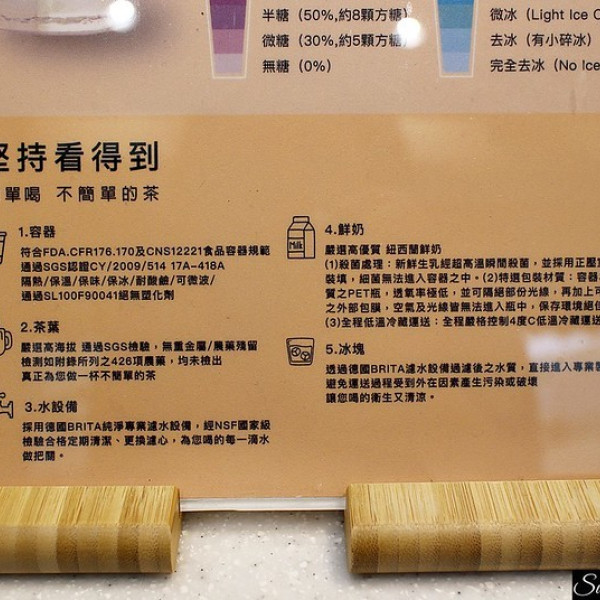 半糖 (50%,約8顆方糖)
微糖 (30%,約5顆方糖)
無糖 (0%)
微冰 (Light Ice
去冰 (有小碎冰)
完全去冰 (No Ice
堅持看得到
單喝 不簡單的茶
1.容器
符合FDA.CFR176.170及CNS12221食品容器規範
通過SGS認證CY/2009/514 17A-418A
隔熱/保溫/保味/保冰/耐酸鹼/可微波/
通過SL100F90041絕無塑化劑
2.茶葉
嚴選高海拔 通過SGS檢驗,無重金屬/農藥殘留
檢測如附錄所列之426項農藥,均未檢出
真正為您做一杯不簡單的茶
3.水設備
採用德國BRITA純淨專業濾水設備,經NSF國家級
檢驗合格定期清潔、更換濾心,為您喝的每一滴水
做把關。
4.鮮奶
Milk
嚴選高優質 紐西蘭鮮奶
(1)殺菌處理:新鮮生乳經超高溫瞬間殺菌,並採用正壓
裝填,細菌無法進入容器之中。(2)特選包裝材質:容器
質之PET瓶,透氧率極低,並可隔絕部份光線,再加上
之外部包膜,空氣及光線皆無法進入瓶中,保存環境絕
(3)全程低溫冷藏運送:全程嚴格控制4度C低溫冷藏運送
5.冰塊
透過德國BRITA濾水設備過濾後之水質,直接進入專業
避免運送過程受到外在因素產生污染或破壞
讓您喝的衛生又清涼。